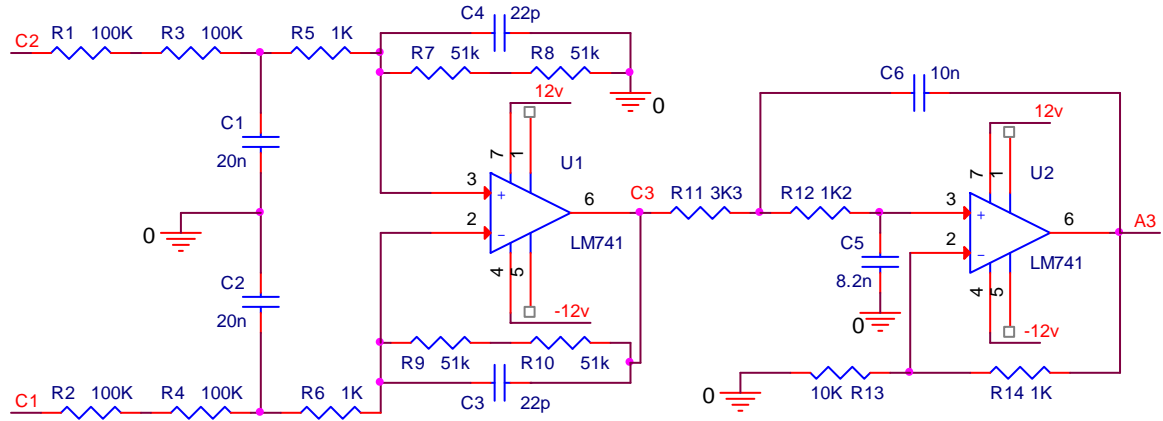 C4 22p
C2 R1 100K R3 100K R5 1K
R7 51k R8 51k
12v
0
C6 10n
12v
C1
20n
7 1
U1
7 1
U2
3
+
6
C3
R11 3K3
R12 1K2
3
+
6
A3
2
−
LM741
2
−
LM741
0
C5
8.2n
C2
20n
4 5
-12v
4 5
-12v
0
R9 51k R10 51k
C3 22p
C1 R2 100K R4 100K R6 1K
0
10K R13
R14 1K